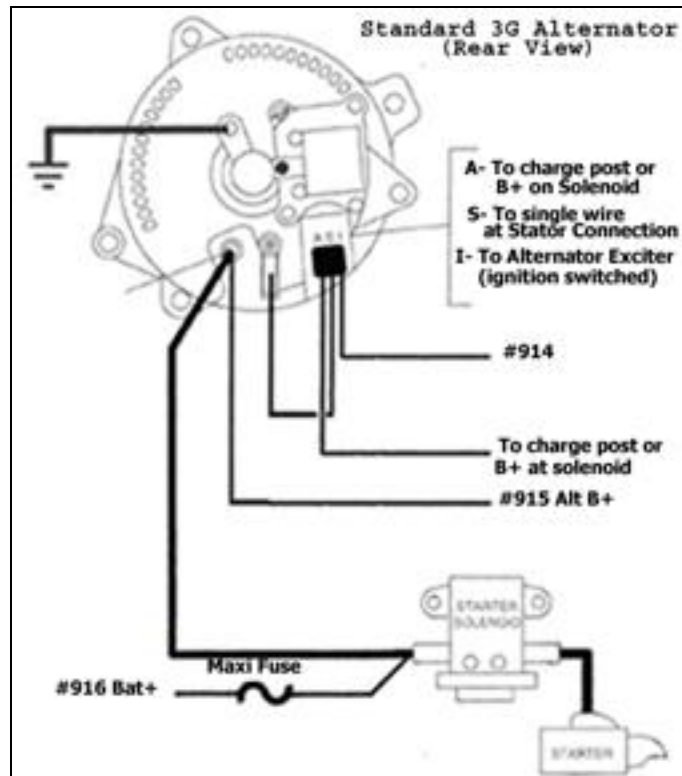 Standard 3G Alternator
(Rear View)
A- To charge post or
B+ on Solenoid
S- To single wire
at Stator Connection
I- To Alternator Exciter
(ignition switched)
A S I
#914
To charge post or
B+ at solenoid
#915 Alt B+
STARTER
SOLENOID
Maxi Fuse
#916 Bat+
STARTER